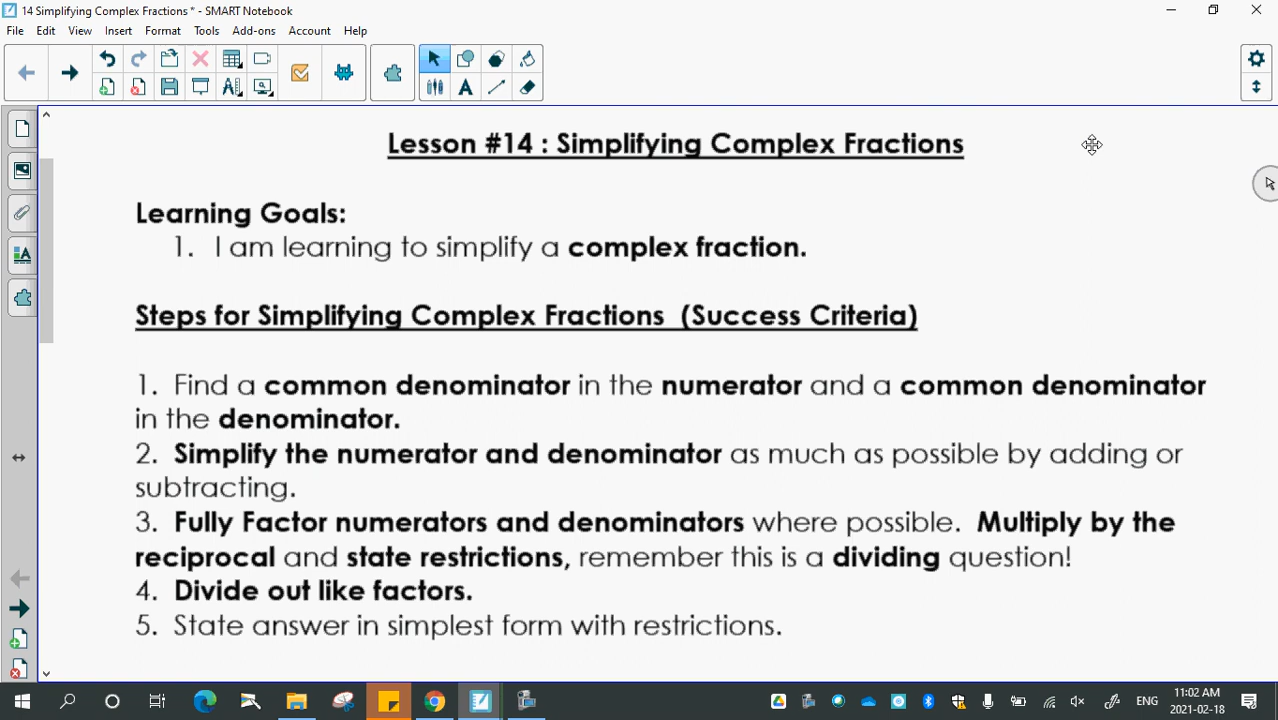 14 Simplifying Complex Fractions * - SMART Notebook
File Edit View Insert Format Tools Add-ons Account Help
Lesson #14 : Simplifying Complex Fractions
Learning Goals:
1. I am learning to simplify a complex fraction.
Steps for Simplifying Complex Fractions (Success Criteria)
1. Find a common denominator in the numerator and a common denominator
in the denominator.
2. Simplify the numerator and denominator as much as possible by adding or
subtracting.
3. Fully Factor numerators and denominators where possible. Multiply by the
reciprocal and state restrictions, remember this is a dividing question!
4. Divide out like factors.
5. State answer in simplest form with restrictions.
ENG
11:02 AM
2021-02-18